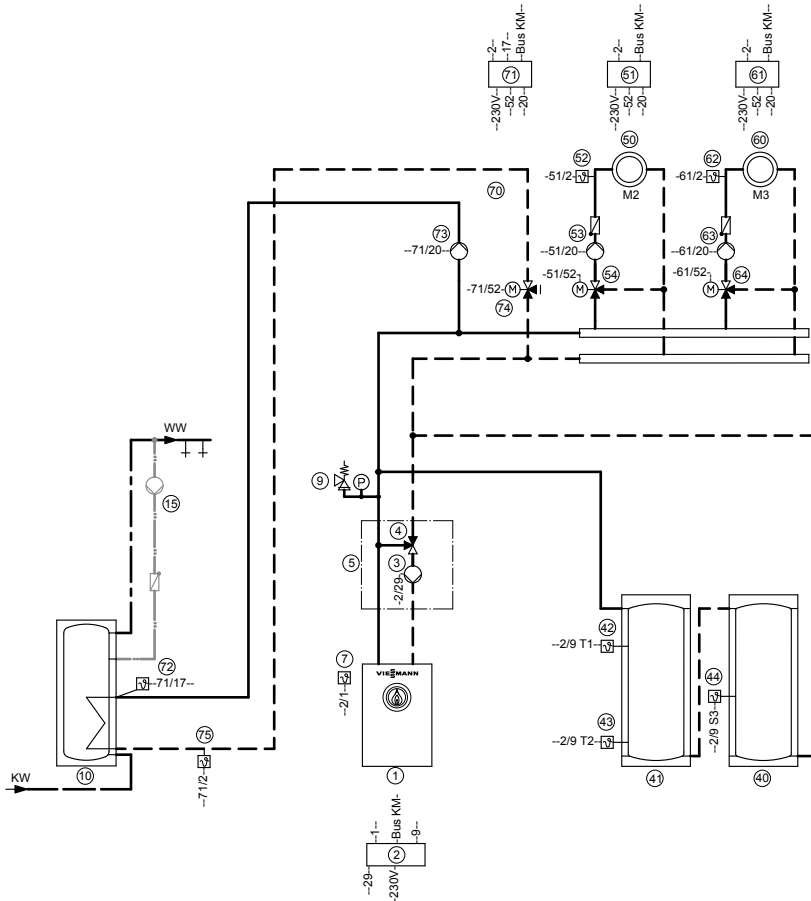 --2--
--17--
--Bus KM--
71
--230V--
--52--
--20--
--2--
--Bus KM--
51
--230V--
--52--
--20--
--2--
--Bus KM--
61
--230V--
--52--
--20--
50
60
52
-51/2-
M2
62
-61/2-
M3
70
73
--71/20--
53
--51/20--
63
--61/20--
-71/52-
M
74
-51/52-
M
54
-61/52-
M
64
WW
9
P
15
4
5
3
-2/29-
72
--71/17--
7
--2/1-
VIESMANN
42
--2/9 T1--
44
--2/9 S3--
43
--2/9 T2--
75
--71/2--
KW
10
1
41
40
--1--
-Bus KM-
--9--
2
--29--
--230V--